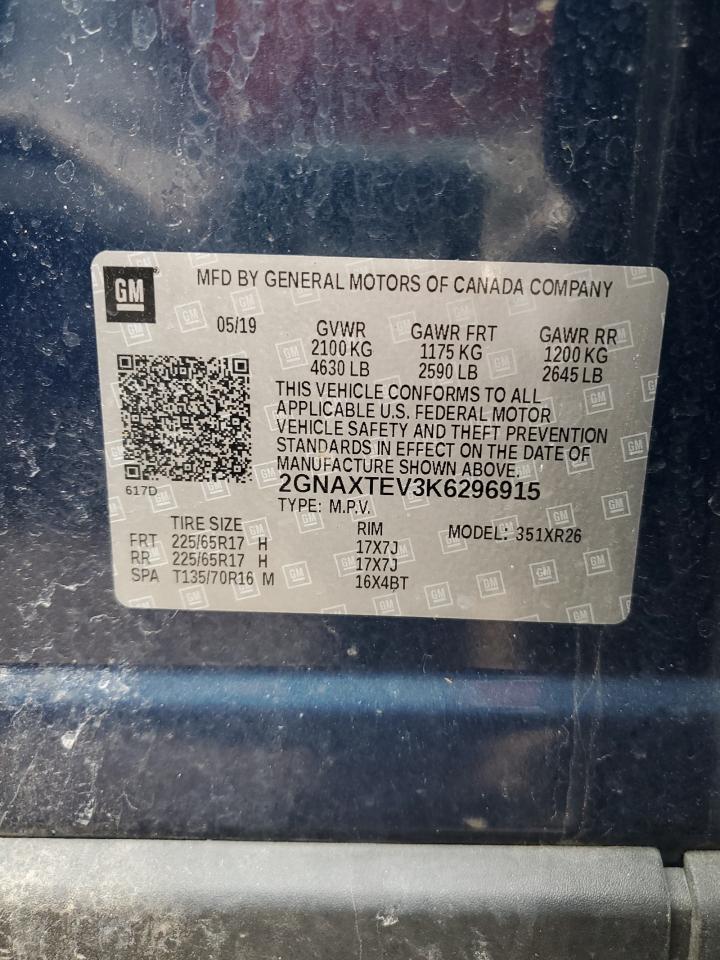 GM
MFD BY GENERAL MOTORS OF CANADA COMPANY
05/19 GVWR GAWR FRT GAWR RR
2100 KG 1175 KG 1200 KG
4630 LB 2590 LB 2645 LB
THIS VEHICLE CONFORMS TO ALL
APPLICABLE U.S. FEDERAL MOTOR
VEHICLE SAFETY AND THEFT PREVENTION
STANDARDS IN EFFECT ON THE DATE OF
MANUFACTURE SHOWN ABOVE.
617D 2GNAXTEV3K6296915
TYPE: M.P.V.
TIRE SIZE RIM MODEL: 351XR26
FRT 225/65R17 H 17X7J
RR 225/65R17 H 17X7J
SPA T135/70R16 M 16X4BT